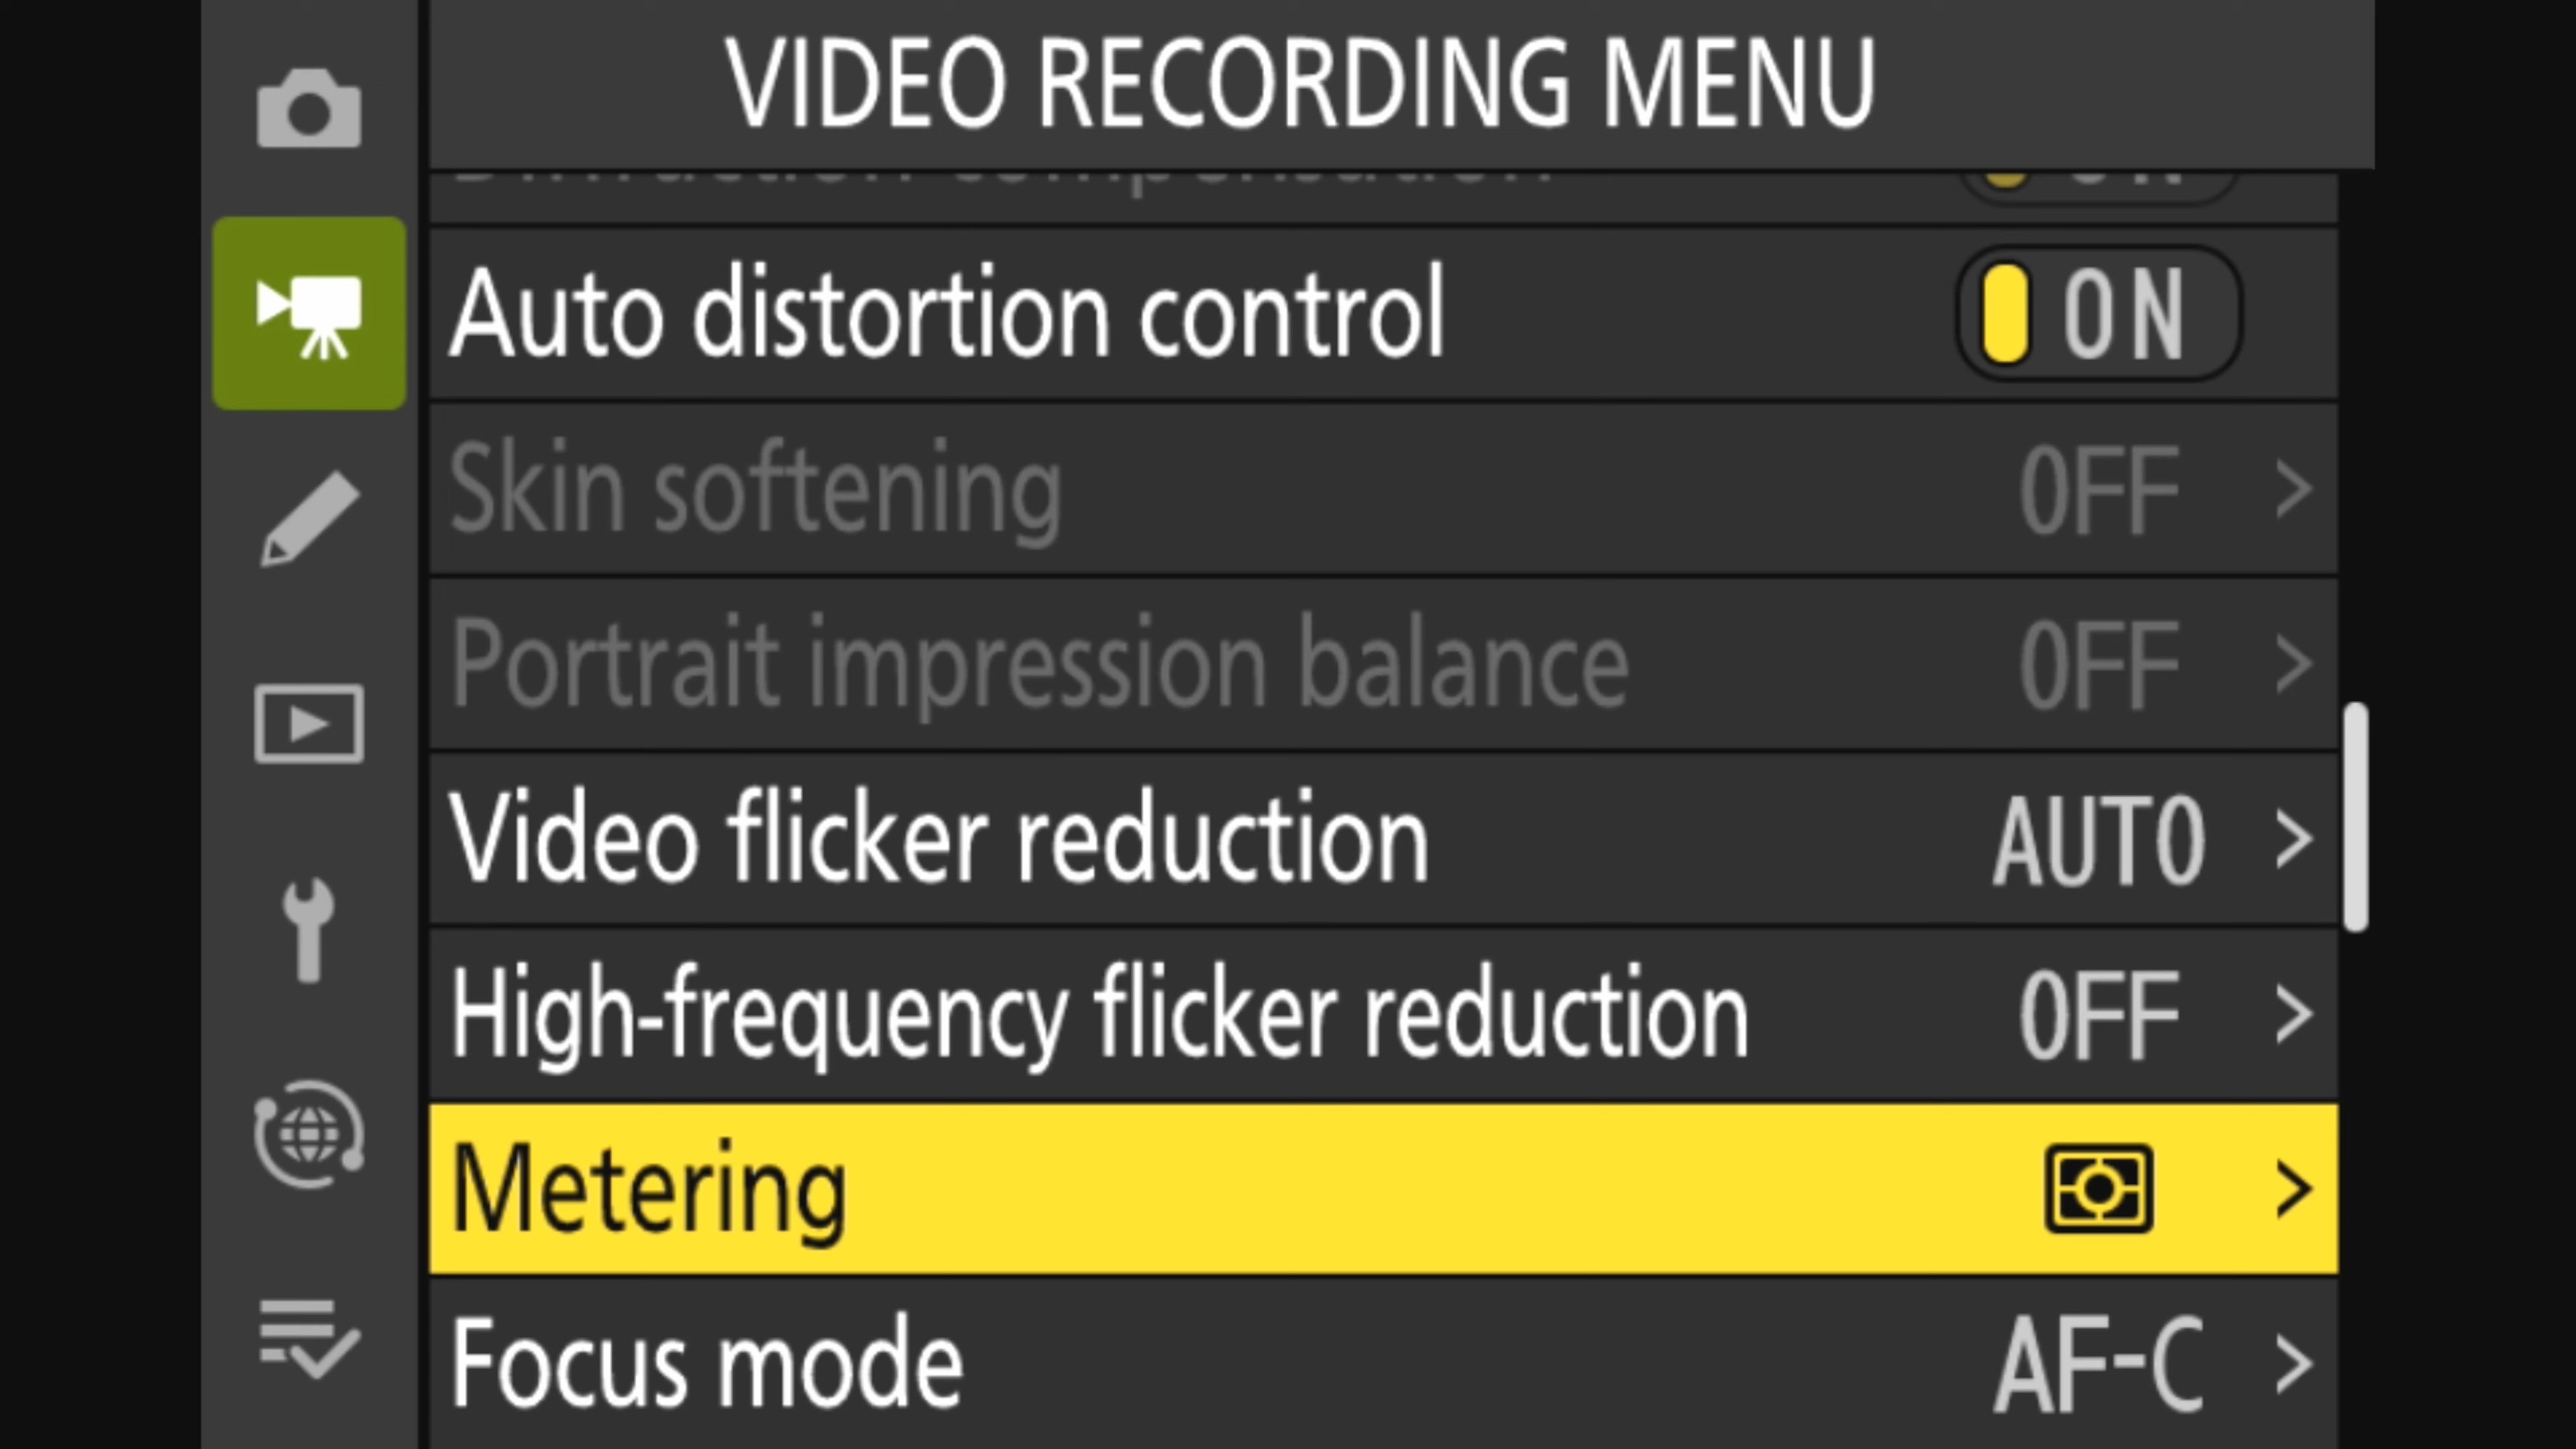 VIDEO RECORDING MENU
Auto distortion control ON
Skin softening OFF
Portrait impression balance OFF
Video flicker reduction AUTO
High-frequency flicker reduction OFF
Metering
Focus mode AF-C